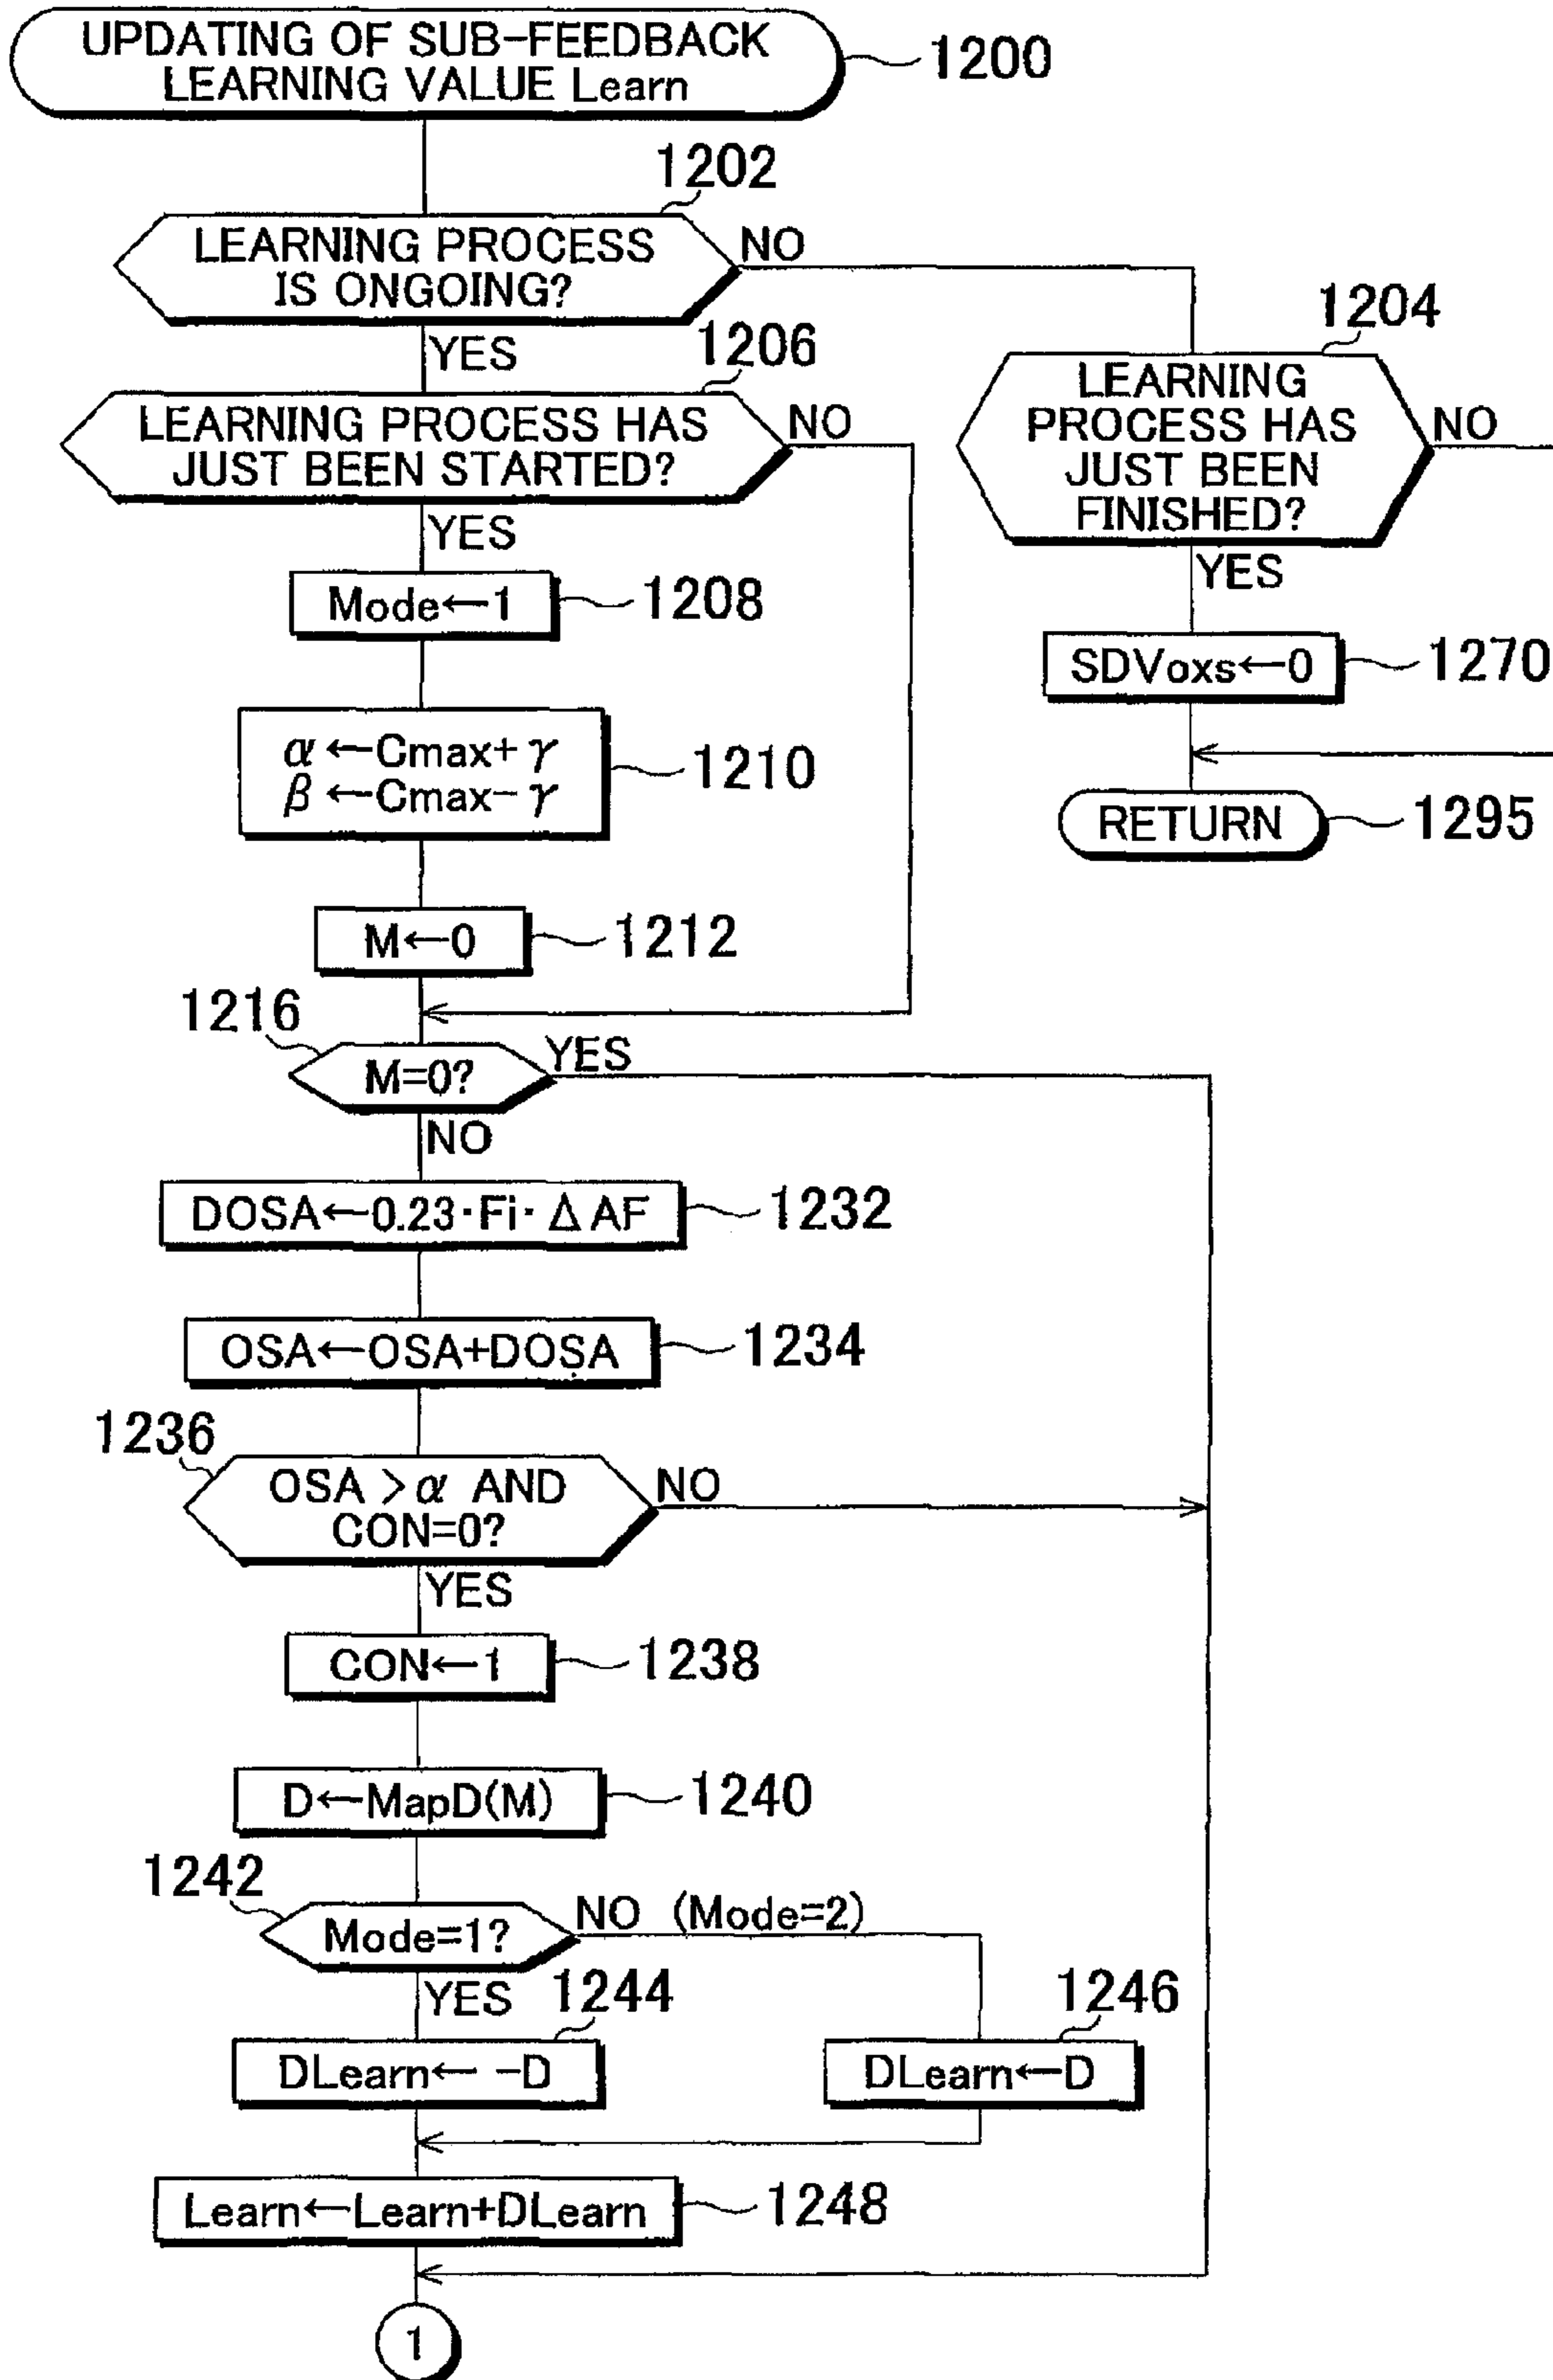 UPDATING OF SUB-FEEDBACK
LEARNING VALUE Learn
1200
1202
LEARNING PROCESS
IS ONGOING?
NO
YES
1204
LEARNING
PROCESS HAS
JUST BEEN
FINISHED?
NO
YES
1206
LEARNING PROCESS HAS
JUST BEEN STARTED?
NO
YES
Mode←1
1208
SDVoxs←0
1270
α←Cmax+γ
β←Cmax-γ
1210
RETURN
1295
M←0
1212
1216
M=0?
YES
NO
DOSA←0.23·Fi·ΔAF
1232
OSA←OSA+DOSA
1234
1236
OSA >α AND
CON=0?
NO
YES
CON←1
1238
D←MapD(M)
1240
1242
Mode=1?
NO (Mode=2)
YES
1244
DLearn← -D
1246
DLearn←D
Learn←Learn+DLearn
1248
1